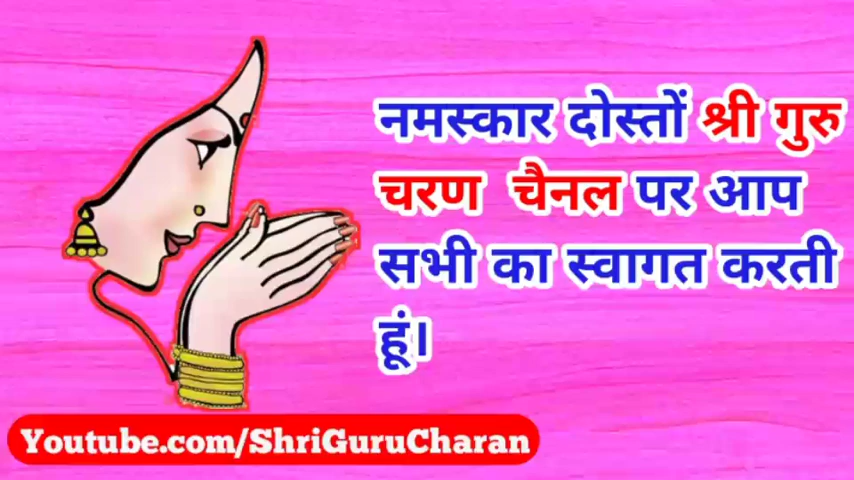 नमस्कार दोस्तों श्री गुरु
चरण चैनल पर आप
सभी का स्वागत करती
हूं।
Youtube.com/ShriGuruCharan